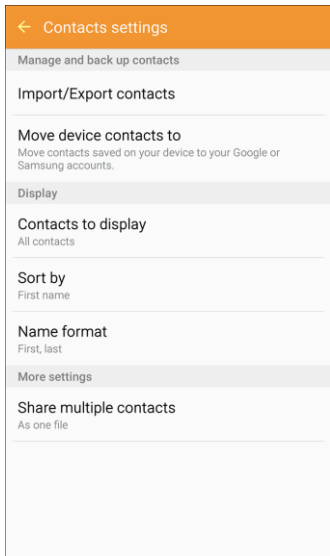 Contacts settings
Manage and back up contacts
Import/Export contacts
Move device contacts to
Move contacts saved on your device to your Google or
Samsung accounts.
Display
Contacts to display
All contacts
Sort by
First name
Name format
First, last
More settings
Share multiple contacts
As one file